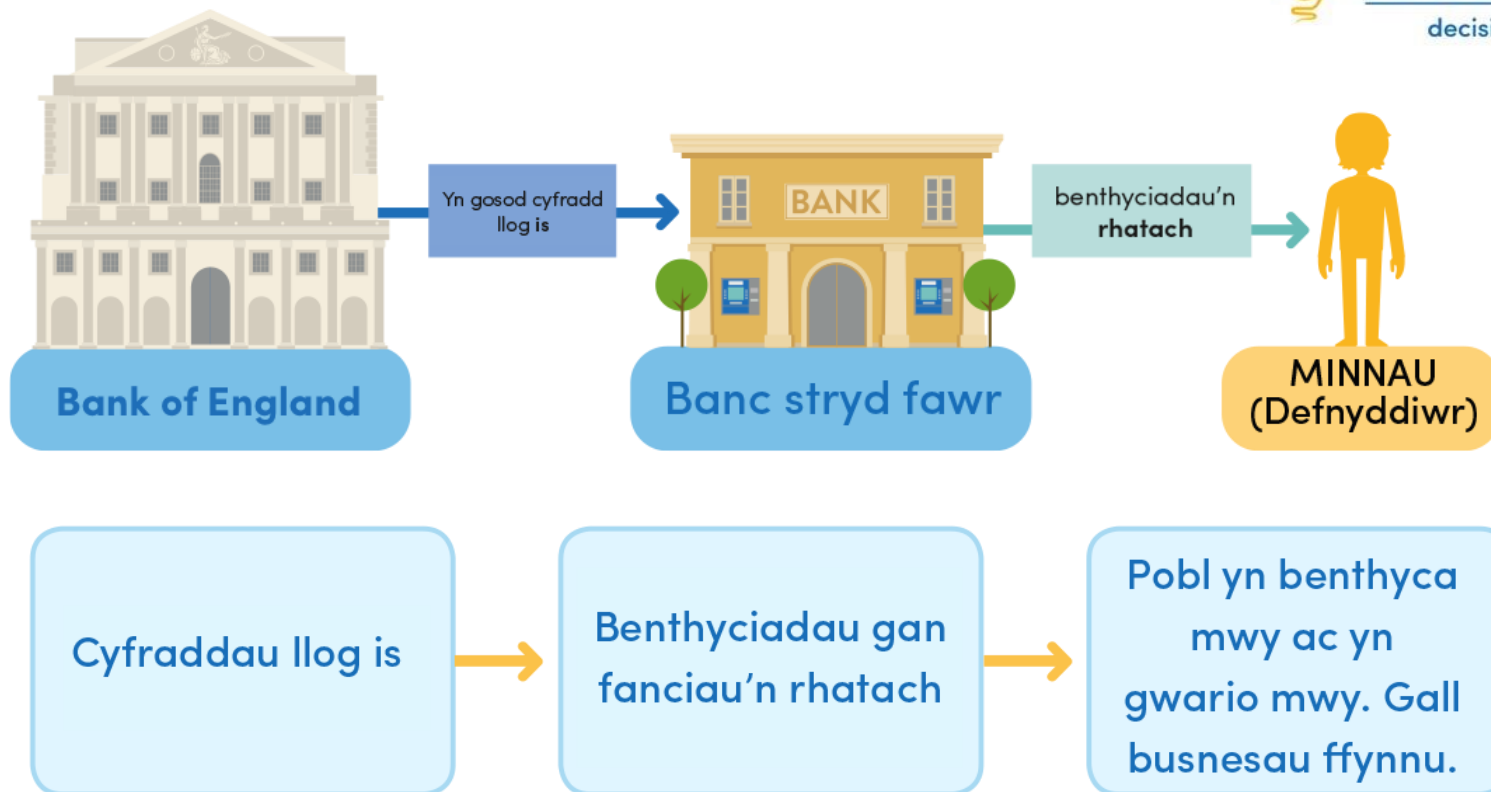 decisi
Yn gosod cyfradd
llog is
BANK
benthyciadau'n
rhatach
Bank of England
Banc stryd fawr
MINNAU
(Defnyddiwr)
Cyfraddau llog is
Benthyciadau gan
fanciau'n rhatach
Pobl yn benthyca
mwy ac yn
gwario mwy. Gall
busnesau ffynnu.